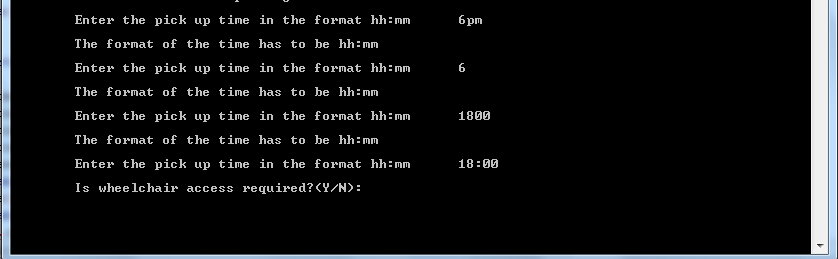 Enter the pick up time in the format hh:mm 6pm
The format of the time has to be hh:mm
Enter the pick up time in the format hh:mm 6
The format of the time has to be hh:mm
Enter the pick up time in the format hh:mm 1800
The format of the time has to be hh:mm
Enter the pick up time in the format hh:mm 18:00
Is wheelchair access required?(Y/N):